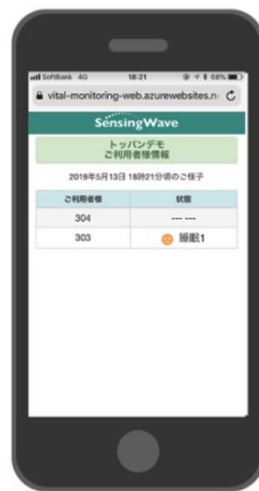 SoftBank 4G 18:21 68%
vital-monitoring-web.azurewebsites.n
SensingWave
トッパンデモ
ご利用者様情報
2019年5月13日 18時21分頃のご様子
ご利用者様 状態
304 --- ---
303 睡眠1